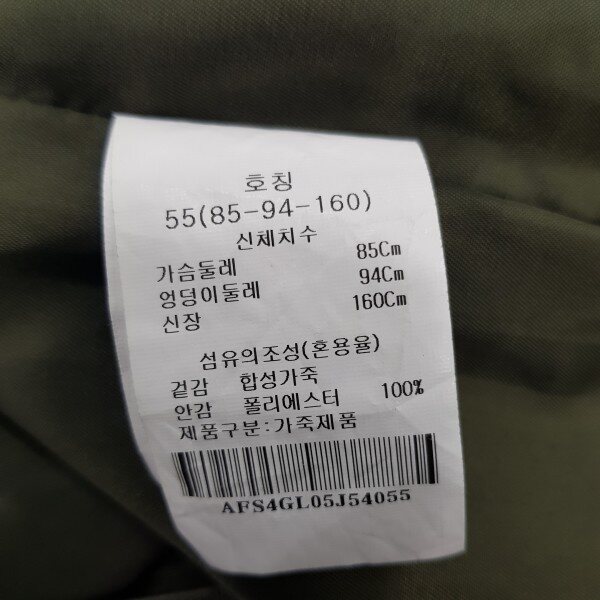 호칭
55(85-94-160)
신체치수
가슴둘레 85Cm
엉덩이둘레 94Cm
신장 160Cm
섬유의조성(혼용율)
겉감 합성가죽
안감 폴리에스터 100%
제품구분:가죽제품
AFS4GL05J54055